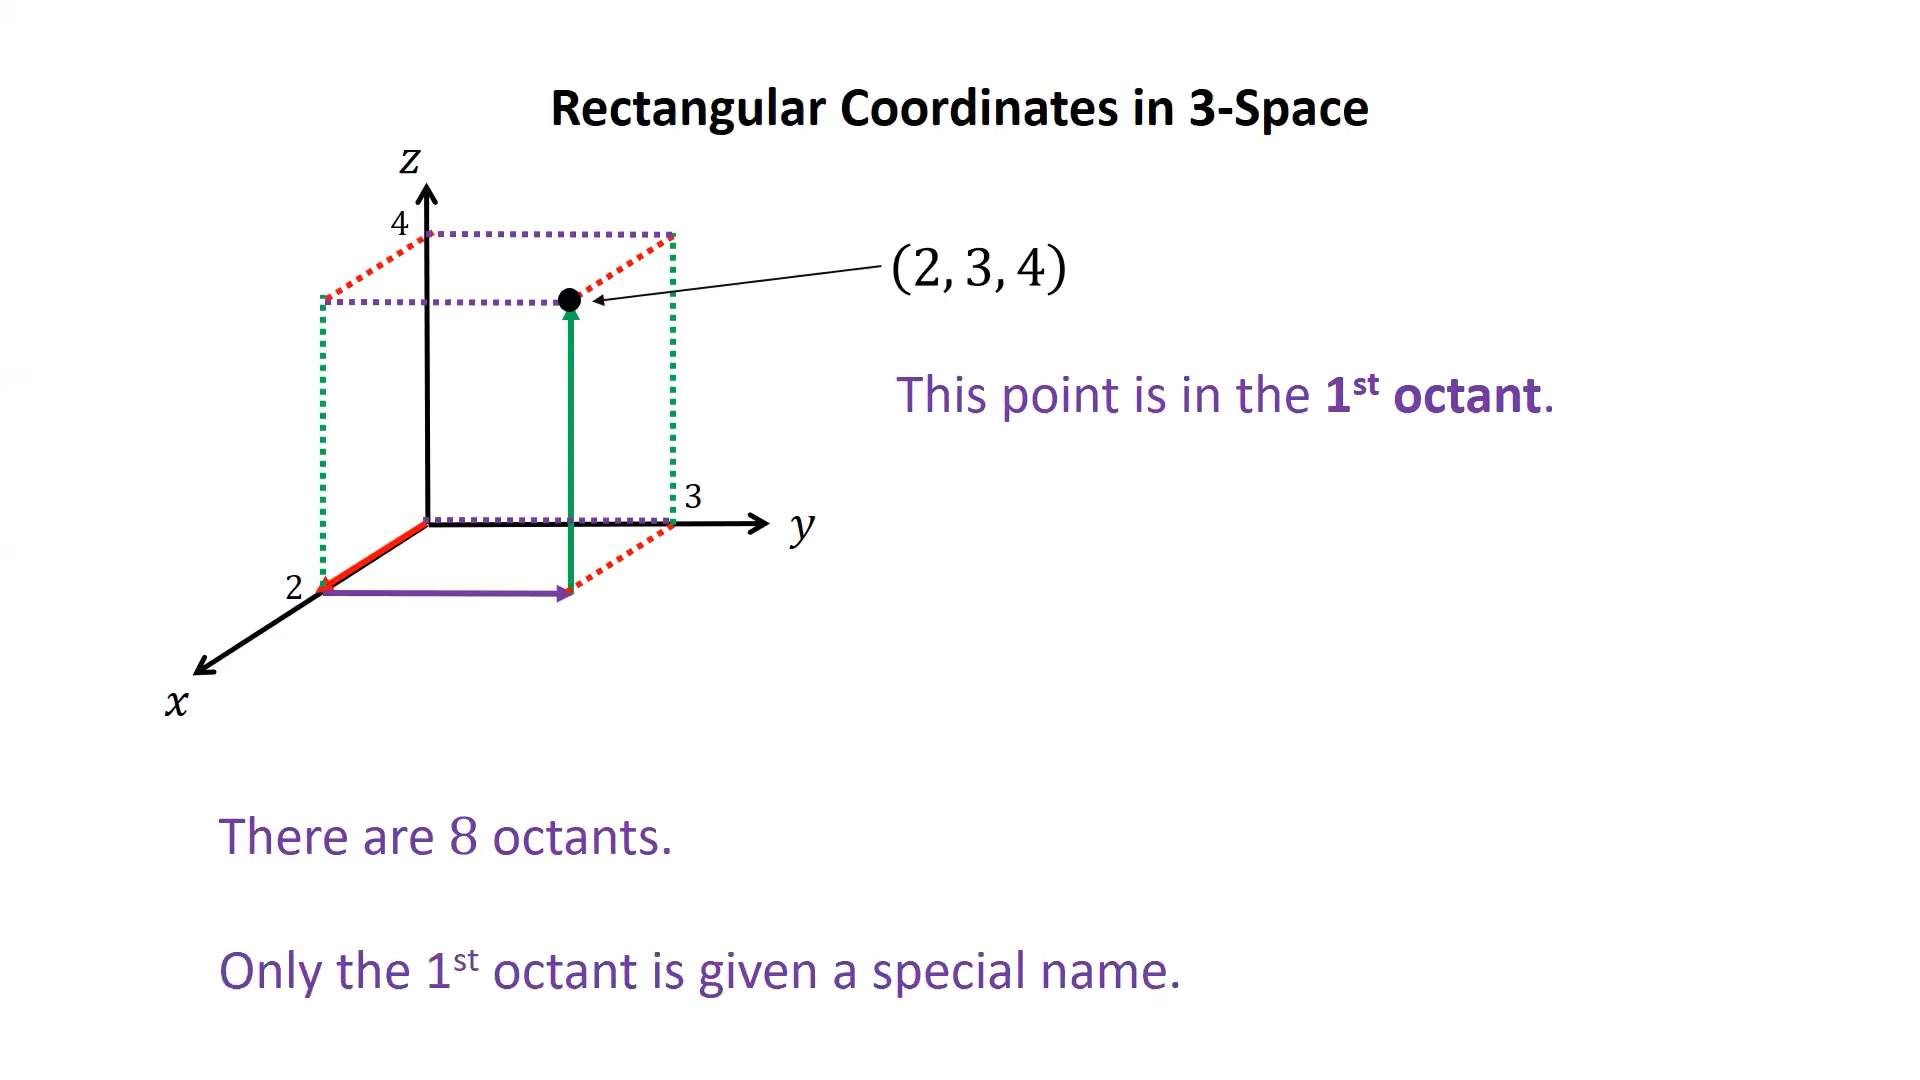 Rectangular Coordinates in 3-Space
z
4
(2, 3, 4)
This point is in the 1st octant.
3
y
2
x
There are 8 octants.
Only the 1st octant is given a special name.